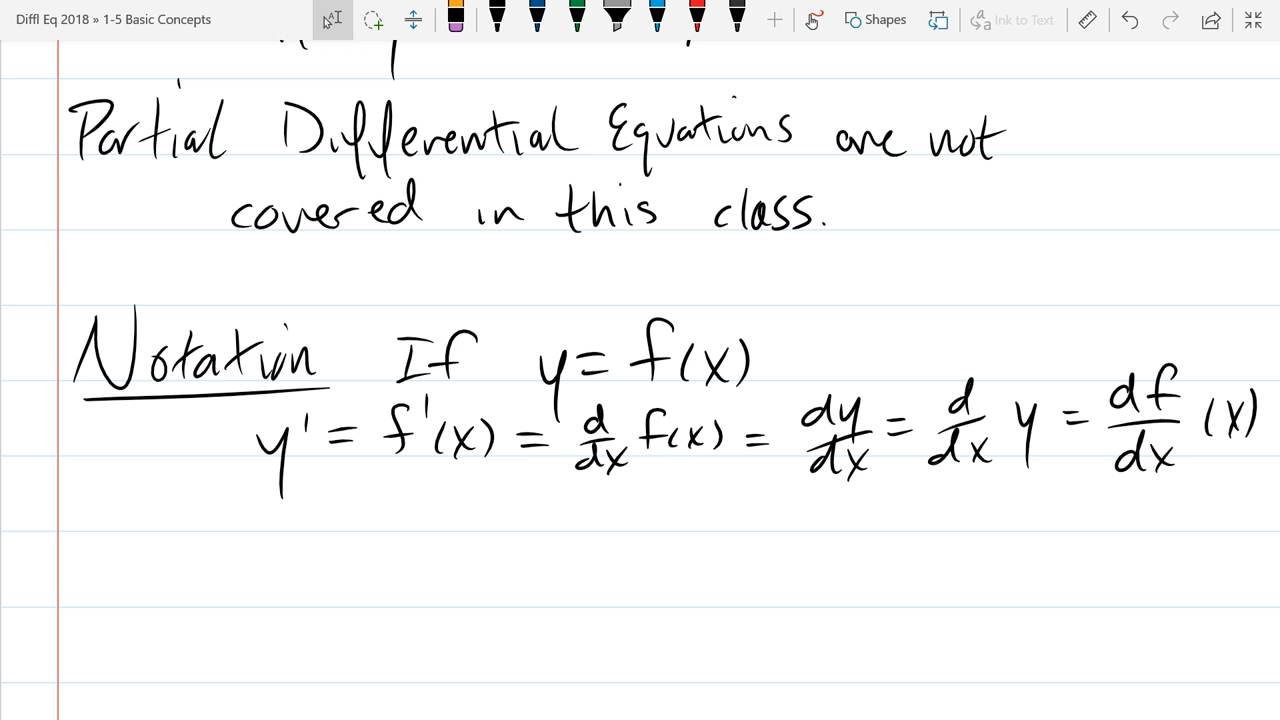 Diffl Eq 2018 » 1-5 Basic Concepts Shapes Ink to Text
Partial Differential Equations are not
covered in this class.
Notation If y = f(x)
y' = f'(x) = d/dx f(x) = dy/dx = d/dx y = df/dx (x)